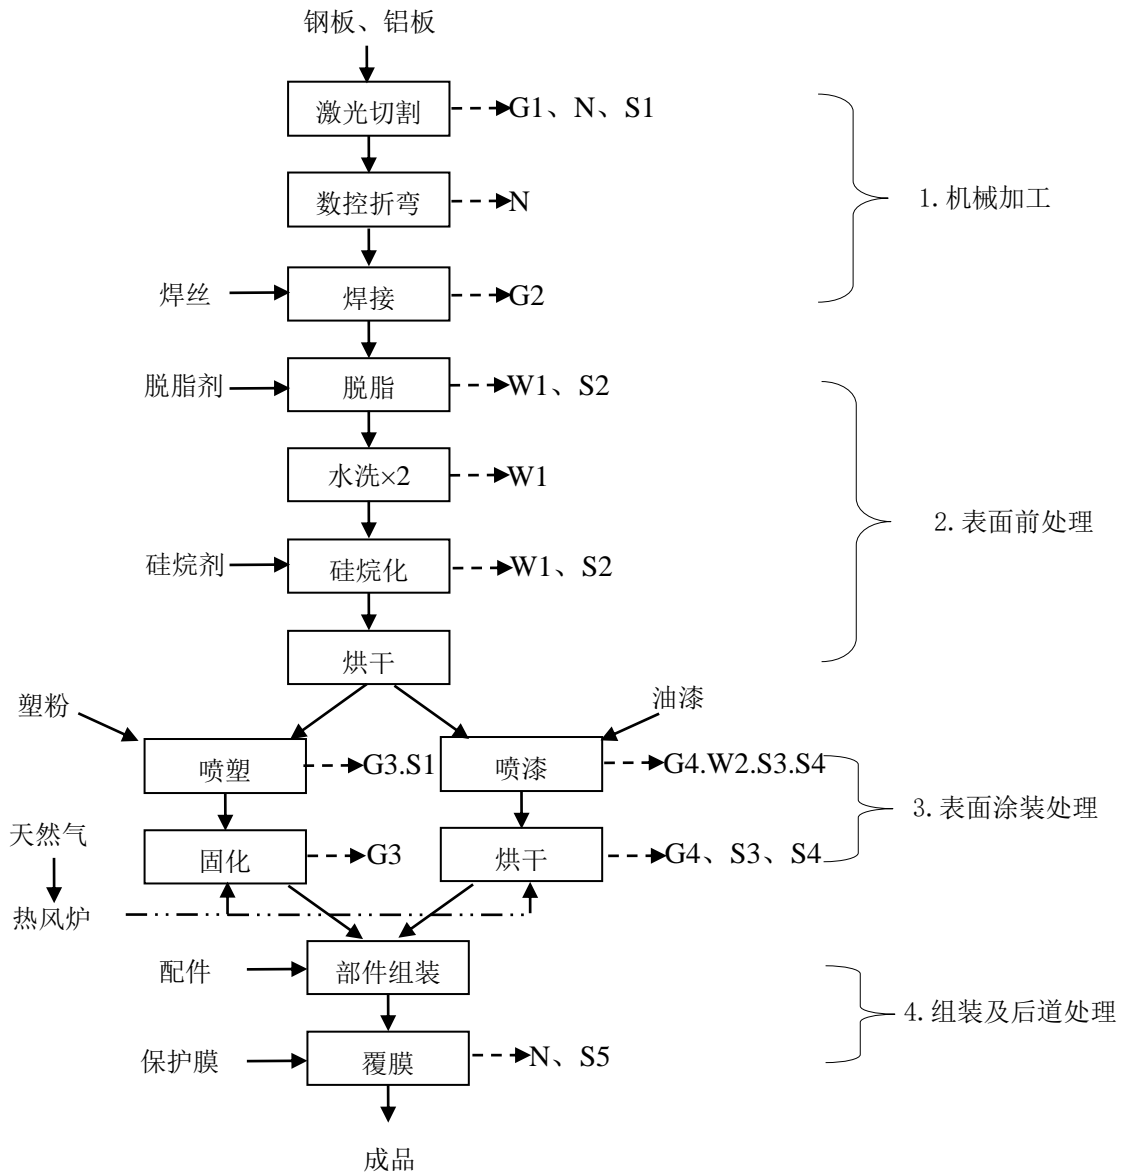 钢板、铝板
激光切割
G1、N、S1
数控折弯
N
1.机械加工
焊丝
焊接
G2
脱脂剂
脱脂
W1、S2
水洗×2
W1
2.表面前处理
硅烷剂
硅烷化
W1、S2
烘干
塑粉
油漆
喷塑
G3.S1
喷漆
G4.W2.S3.S4
3.表面涂装处理
天然气
固化
G3
烘干
G4、S3、S4
热风炉
配件
部件组装
4.组装及后道处理
保护膜
覆膜
N、S5
成品